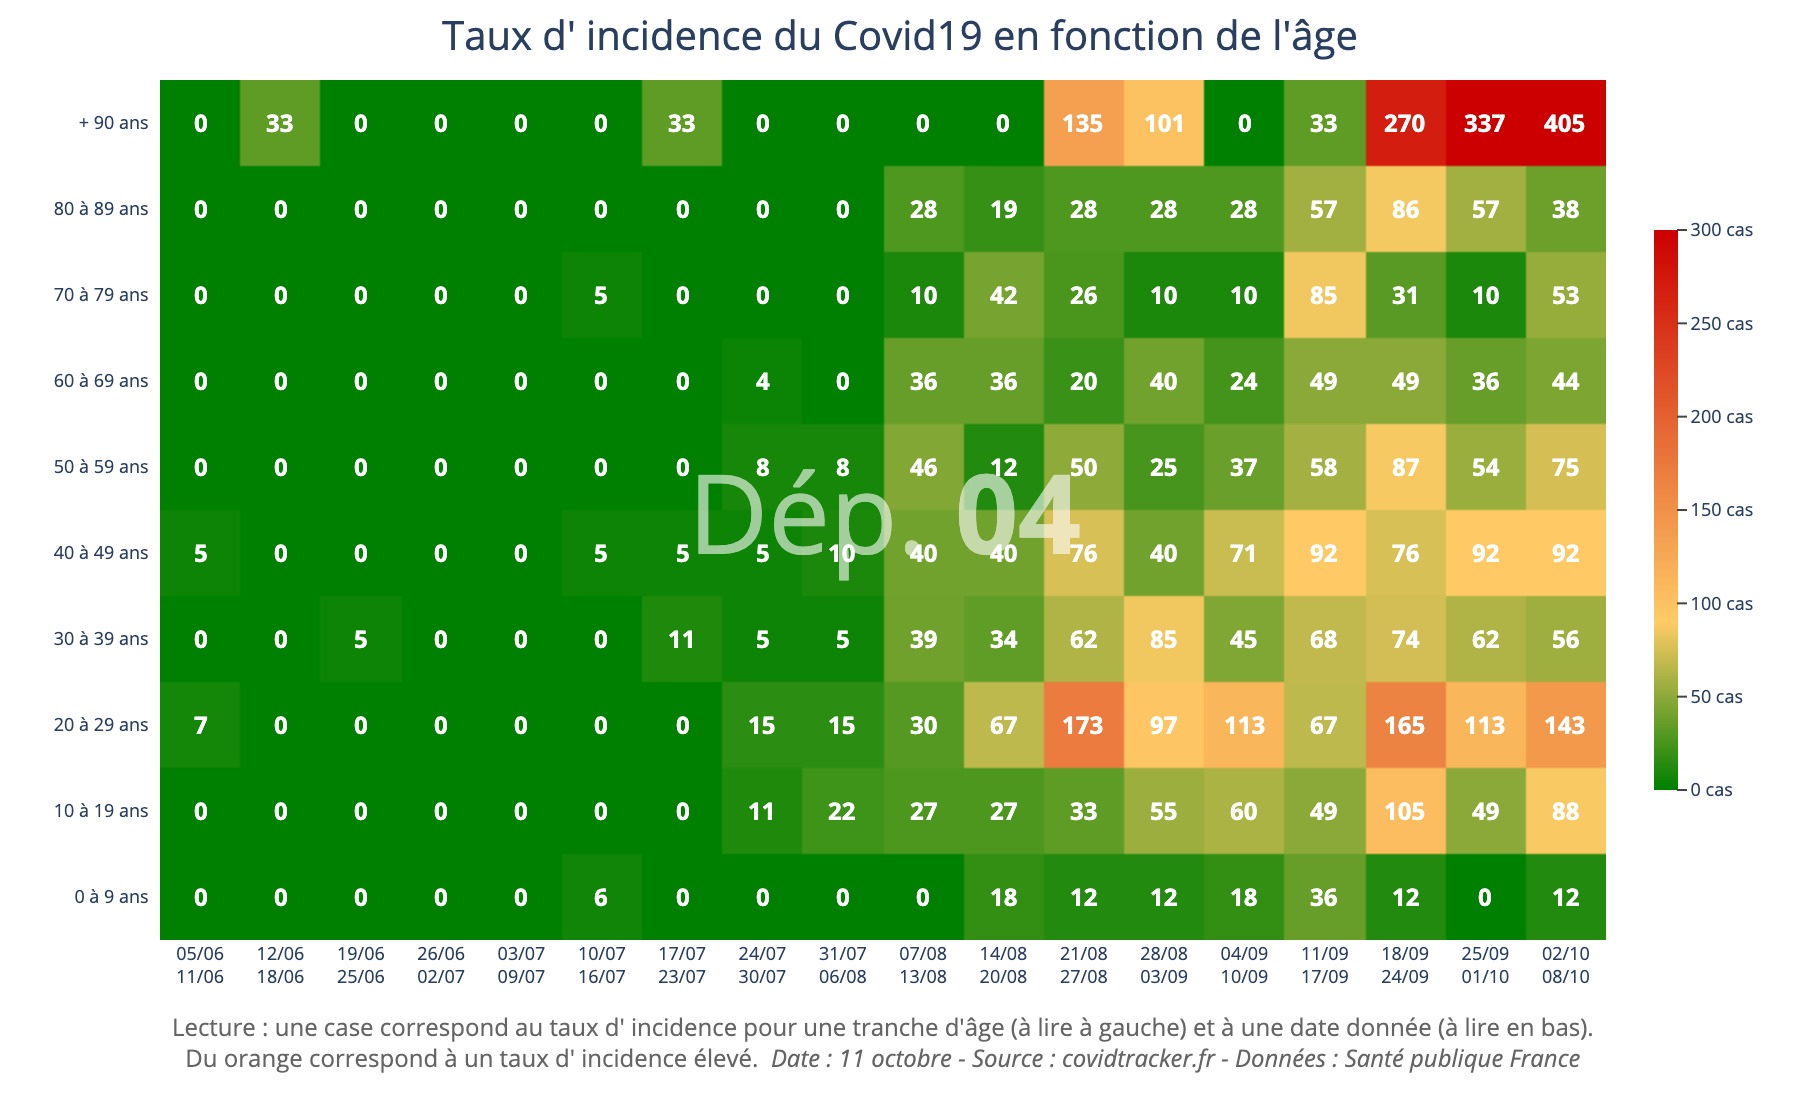 Taux d' incidence du Covid19 en fonction de l'âge
+ 90 ans 0 33 0 0 0 0 33 0 0 0 0 135 101 0 33 270 337 405
80 à 89 ans 0 0 0 0 0 0 0 0 0 28 19 28 28 28 57 86 57 38
70 à 79 ans 0 0 0 0 0 5 0 0 0 10 42 26 10 10 85 31 10 53
60 à 69 ans 0 0 0 0 0 0 0 4 0 36 36 20 40 24 49 49 36 44
50 à 59 ans 0 0 0 0 0 0 0 8 8 46 12 50 25 37 58 87 54 75
Dép. 04
40 à 49 ans 5 0 0 0 0 5 5 5 10 40 40 76 40 71 92 76 92 92
30 à 39 ans 0 0 5 0 0 0 11 5 5 39 34 62 85 45 68 74 62 56
20 à 29 ans 7 0 0 0 0 0 0 15 15 30 67 173 97 113 67 165 113 143
10 à 19 ans 0 0 0 0 0 0 0 11 22 27 27 33 55 60 49 105 49 88
0 à 9 ans 0 0 0 0 0 6 0 0 0 0 18 12 12 18 36 12 0 12
05/06 12/06 19/06 26/06 03/07 10/07 17/07 24/07 31/07 07/08 14/08 21/08 28/08 04/09 11/09 18/09 25/09 02/10
11/06 18/06 25/06 02/07 09/07 16/07 23/07 30/07 06/08 13/08 20/08 27/08 03/09 10/09 17/09 24/09 01/10 08/10
300 cas
250 cas
200 cas
150 cas
100 cas
50 cas
0 cas
Lecture : une case correspond au taux d' incidence pour une tranche d'âge (à lire à gauche) et à une date donnée (à lire en bas).
Du orange correspond à un taux d' incidence élevé. Date : 11 octobre - Source : covidtracker.fr - Données : Santé publique France